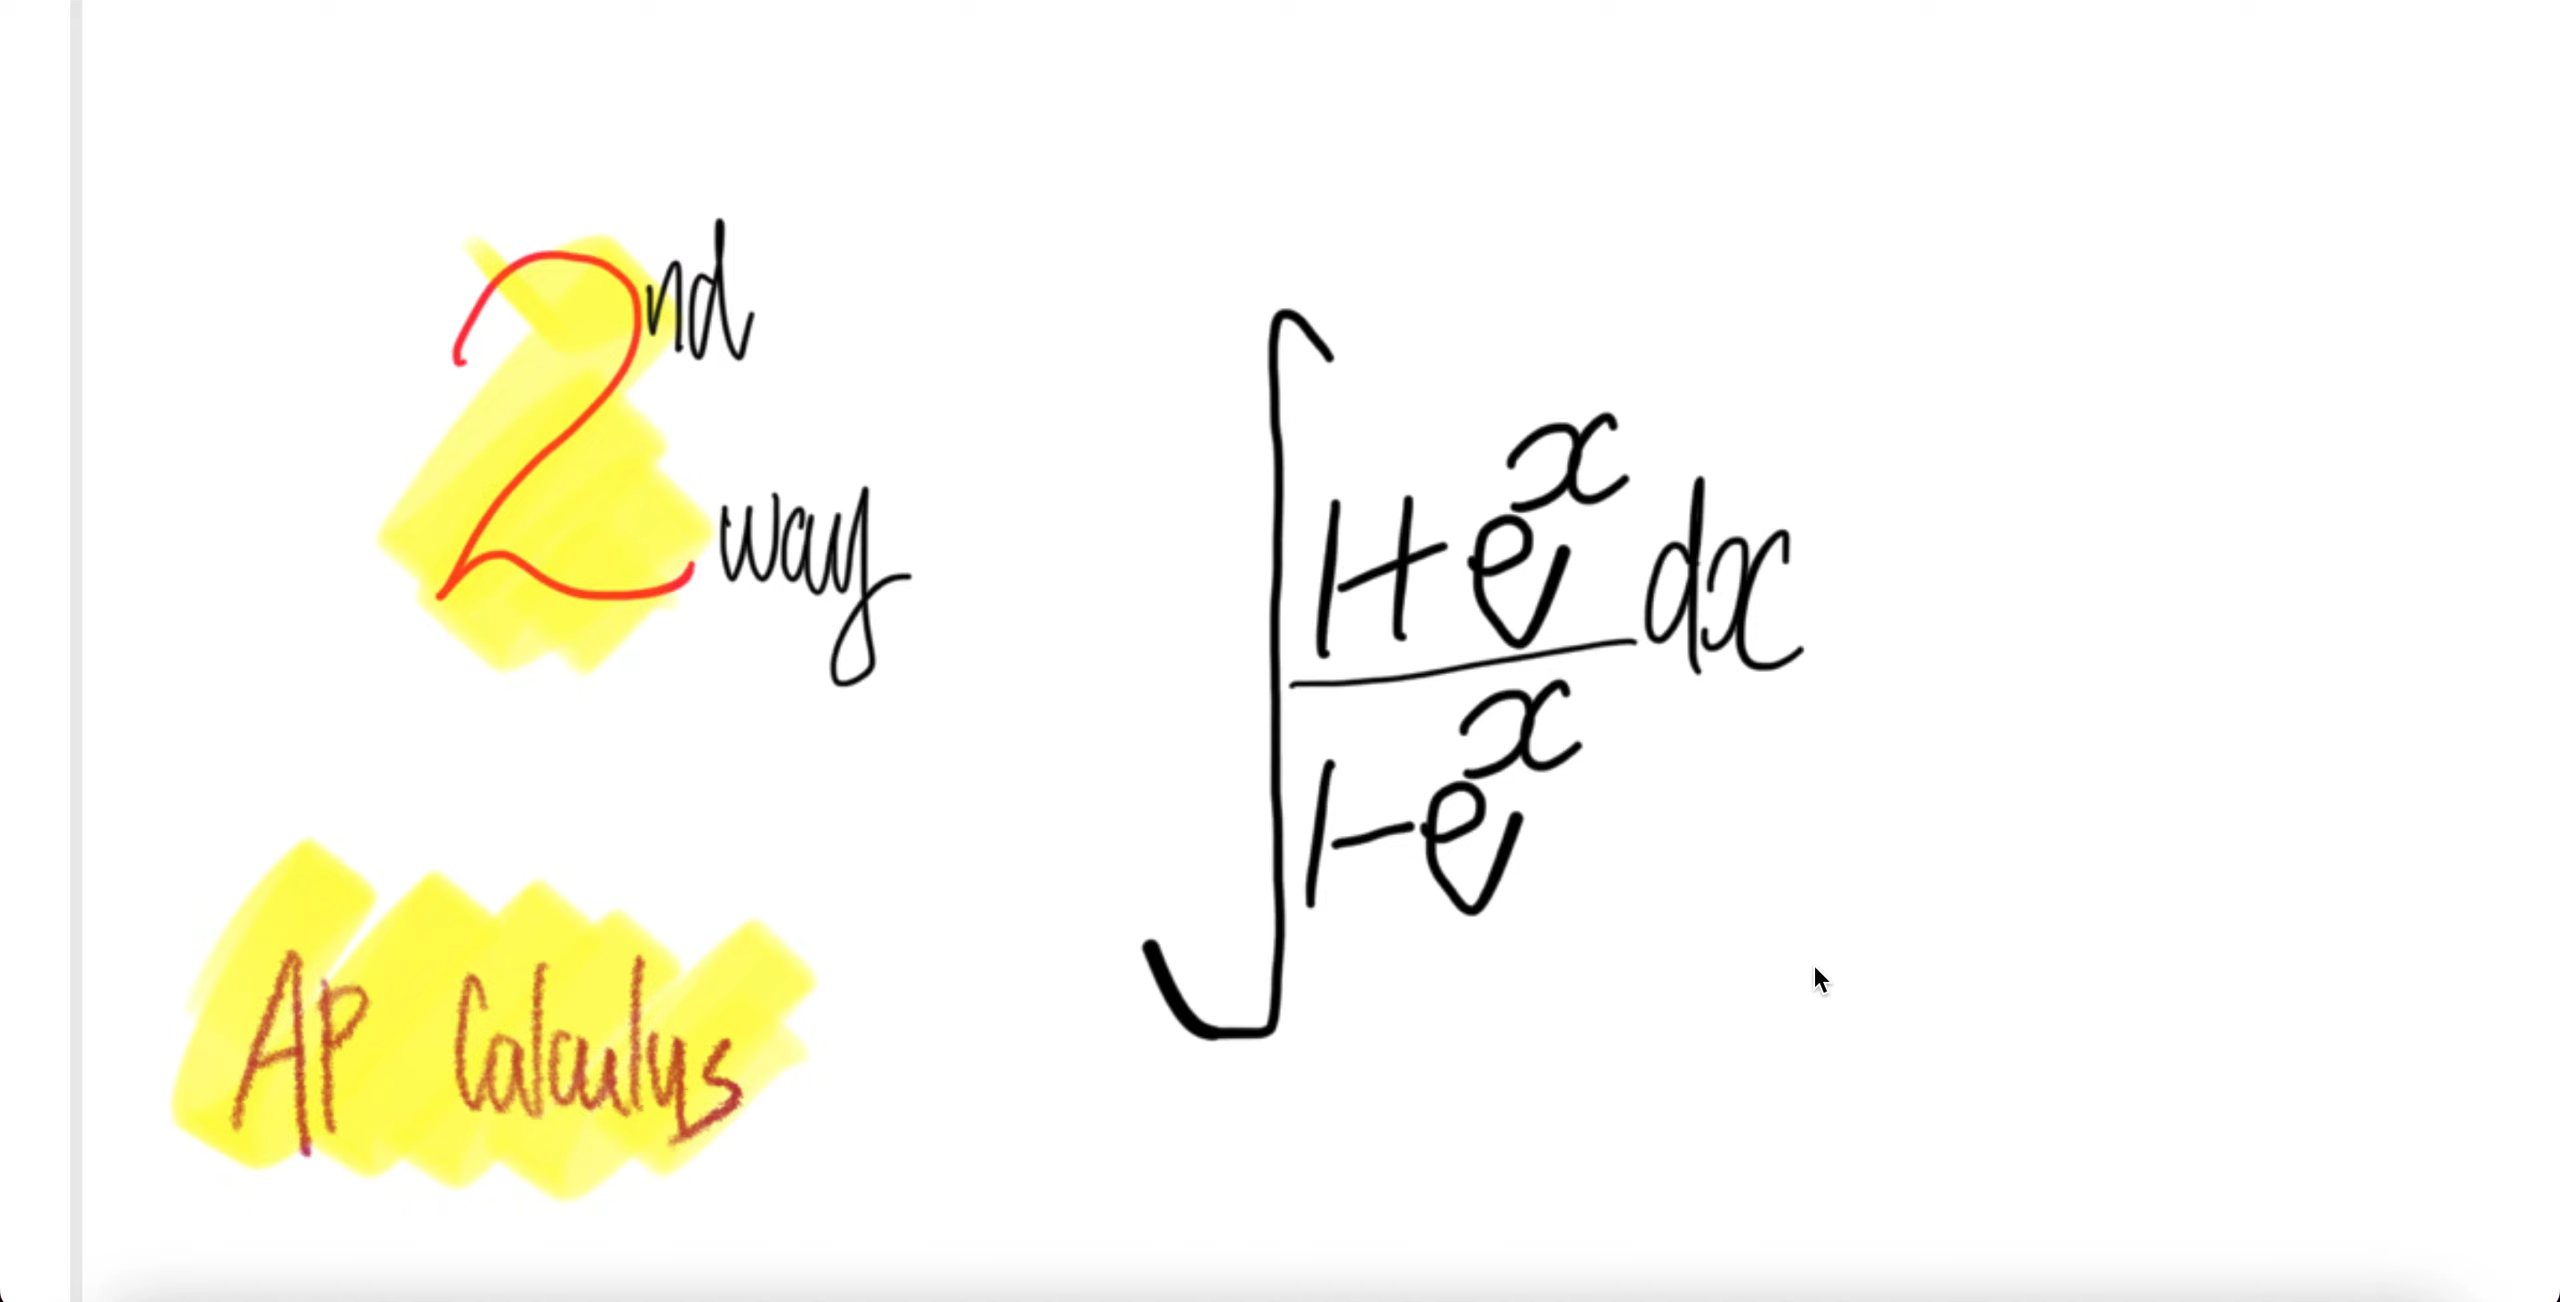 2nd
way
∫ (1+e^x)/(1-e^x) dx
AP Calculus